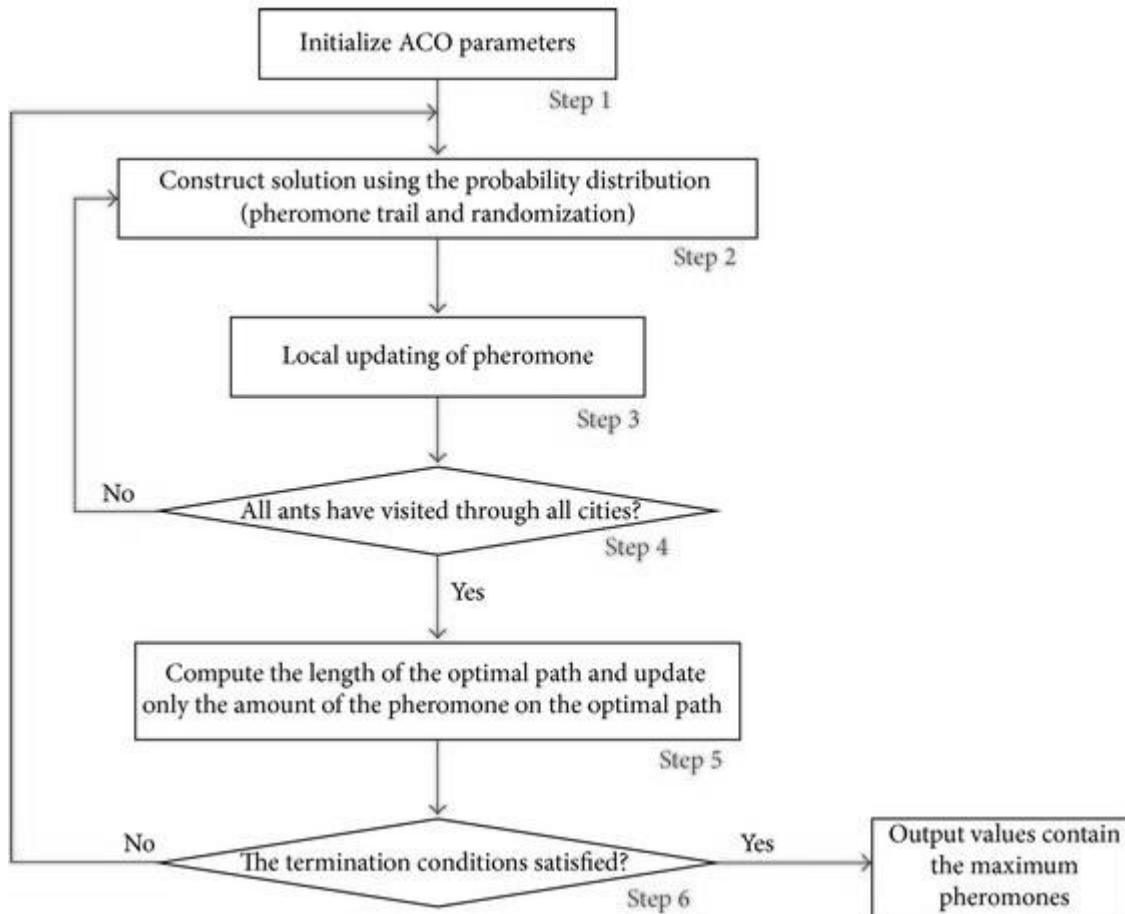 Initialize ACO parameters
Step 1
Construct solution using the probability distribution
(pheromone trail and randomization)
Step 2
Local updating of pheromone
Step 3
No
All ants have visited through all cities?
Step 4
Yes
Compute the length of the optimal path and update
only the amount of the pheromone on the optimal path
Step 5
No
The termination conditions satisfied?
Yes
Step 6
Output values contain
the maximum
pheromones